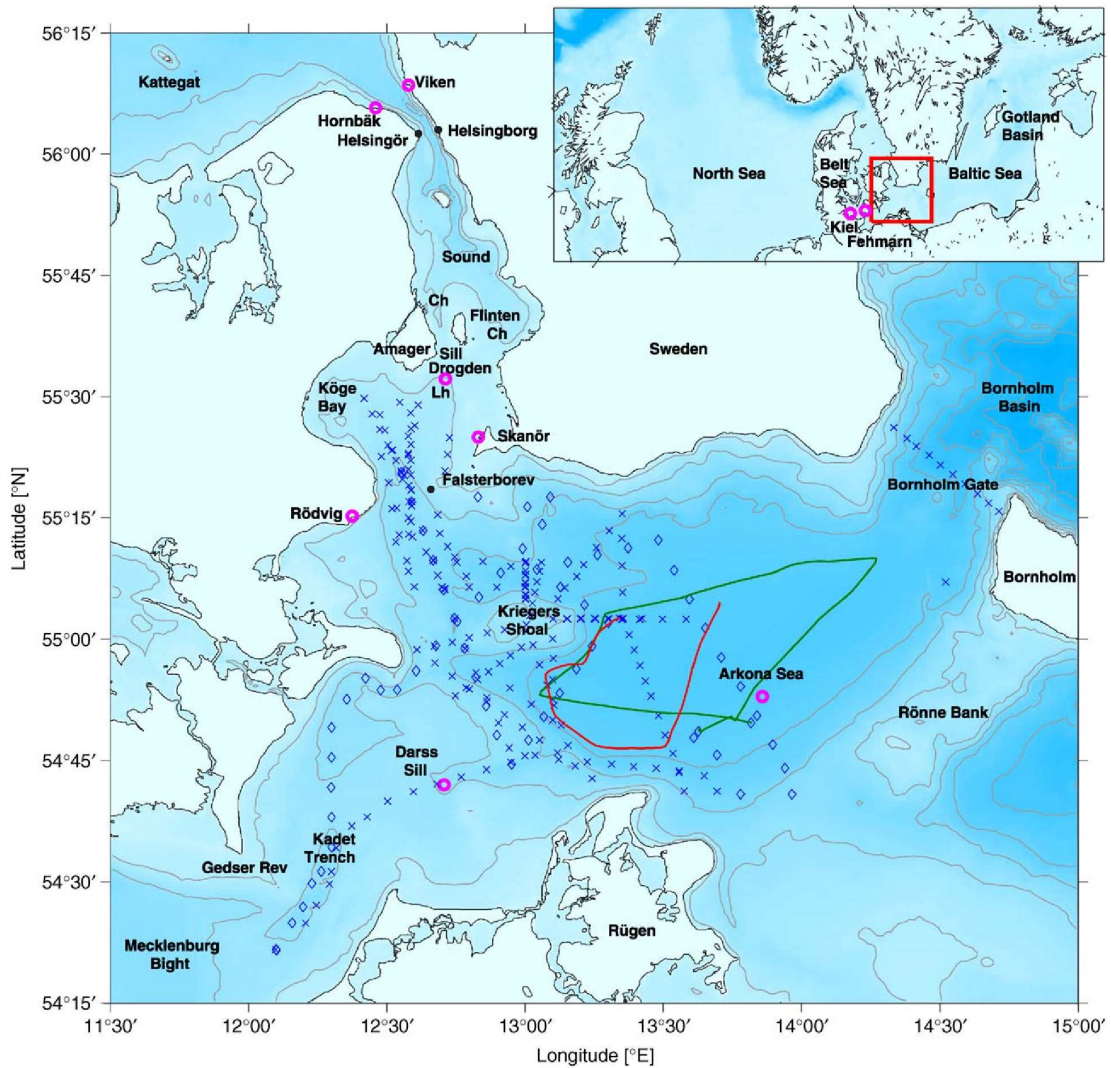 56°15′
56°00′
55°45′
55°30′
55°15′
55°00′
54°45′
54°30′
54°15′
Latitude [°N]
11°30′
12°00′
12°30′
13°00′
13°30′
14°00′
14°30′
15°00′
Longitude [°E]
Kattegat
Viken
Hornbäk
Helsingör
Helsingborg
Sound
Ch
Flinten
Ch
Amager
Sill
Drogden
Lh
Köge
Bay
Skanör
Sweden
Falsterborev
Rödvig
Bornholm
Basin
Bornholm Gate
Bornholm
Kriegers
Shoal
Arkona Sea
Rönne Bank
Darss
Sill
Kadet
Trench
Gedser Rev
Mecklenburg
Bight
Rügen
North Sea
Belt
Sea
Kiel
Fehmarn
Baltic Sea
Gotland
Basin